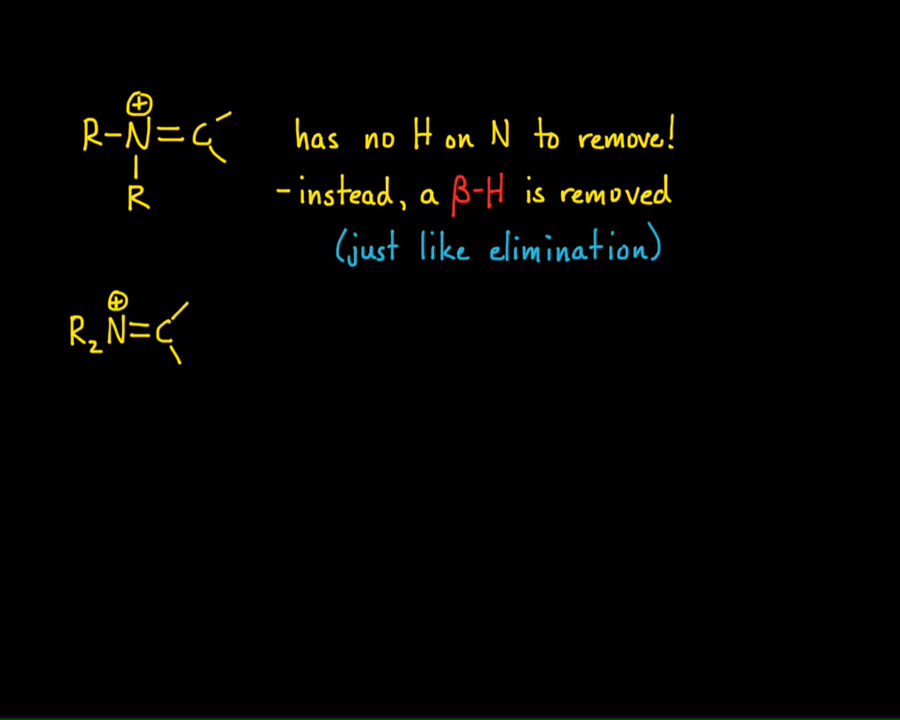 ⊕
R-N=C has no H on N to remove!
R
-instead, a β-H is removed
(just like elimination)
⊕
R₂N=C